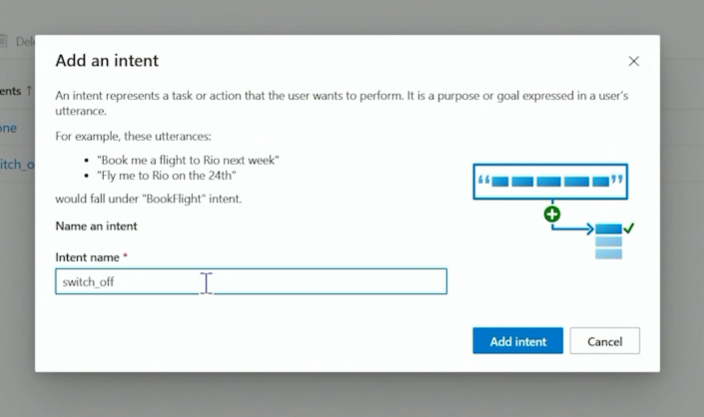 Add an intent
ents ↑
An intent represents a task or action that the user wants to perform. It is a purpose or goal expressed in a user's
utterance.
one
For example, these utterances:
• "Book me a flight to Rio next week"
• "Fly me to Rio on the 24th"
would fall under "BookFlight" intent.
Name an intent
Intent name *
switch_off
Add intent
Cancel